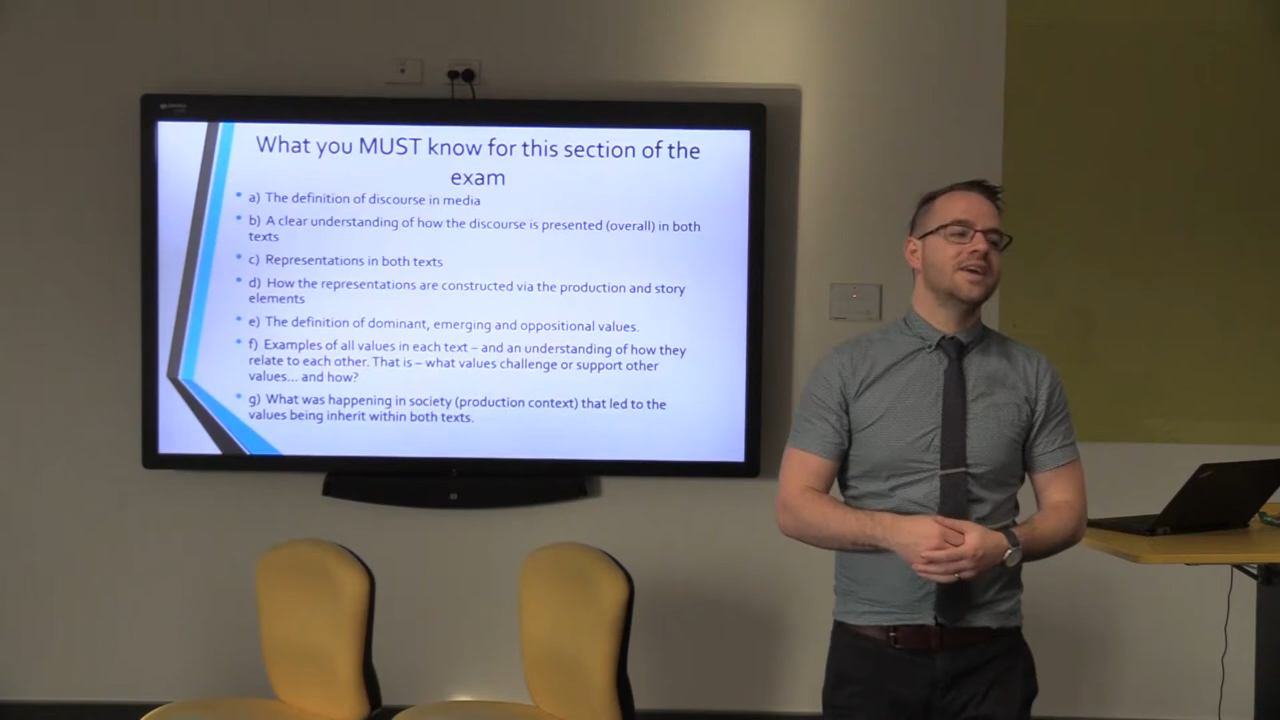 What you MUST know for this section of the
exam
a) The definition of discourse in media
b) A clear understanding of how the discourse is presented (overall) in both
texts
c) Representations in both texts
d) How the representations are constructed via the production and story
elements
e) The definition of dominant, emerging and oppositional values.
f) Examples of all values in each text – and an understanding of how they
relate to each other. That is – what values challenge or support other
values... and how?
g) What was happening in society (production context) that led to the
values being inherit within both texts.